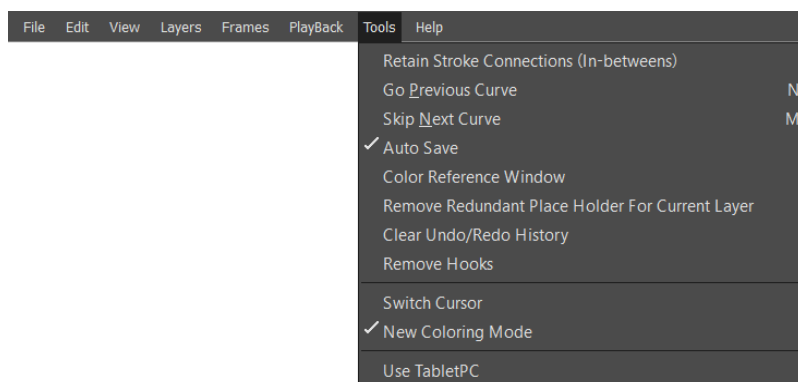 File Edit View Layers Frames PlayBack Tools Help
Retain Stroke Connections (In-betweens)
Go Previous Curve N
Skip Next Curve M
Auto Save
Color Reference Window
Remove Redundant Place Holder For Current Layer
Clear Undo/Redo History
Remove Hooks
Switch Cursor
New Coloring Mode
Use TabletPC